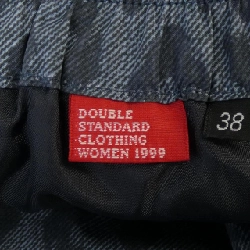 DOUBLE
STANDARD
CLOTHING
WOMEN 1999
38